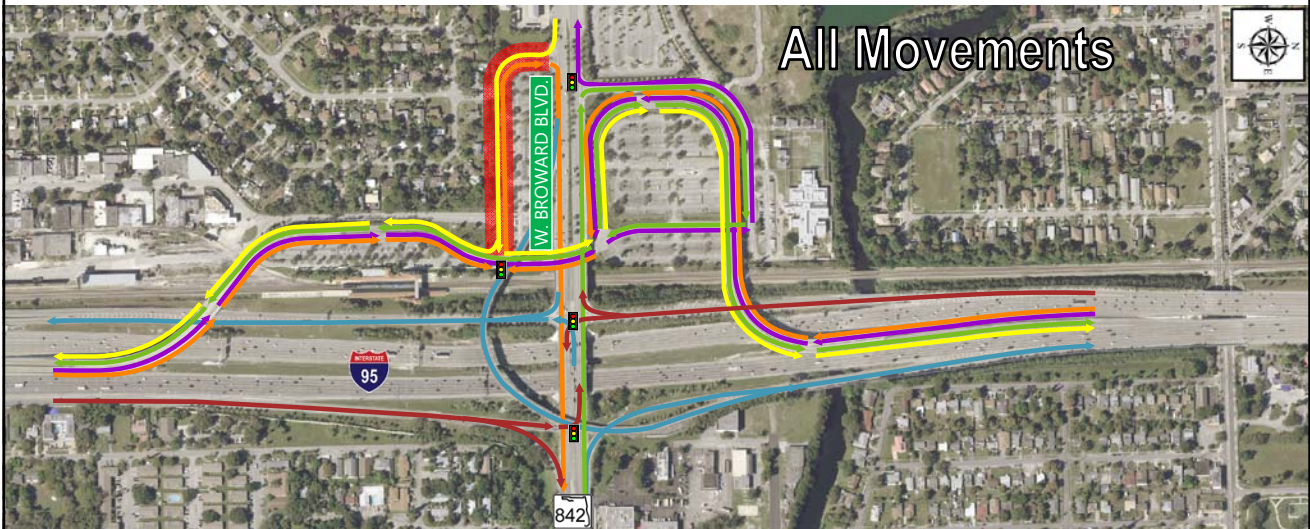 All Movements
W
N
S
E
W. BROWARD BLVD.
INTERSTATE
95
842